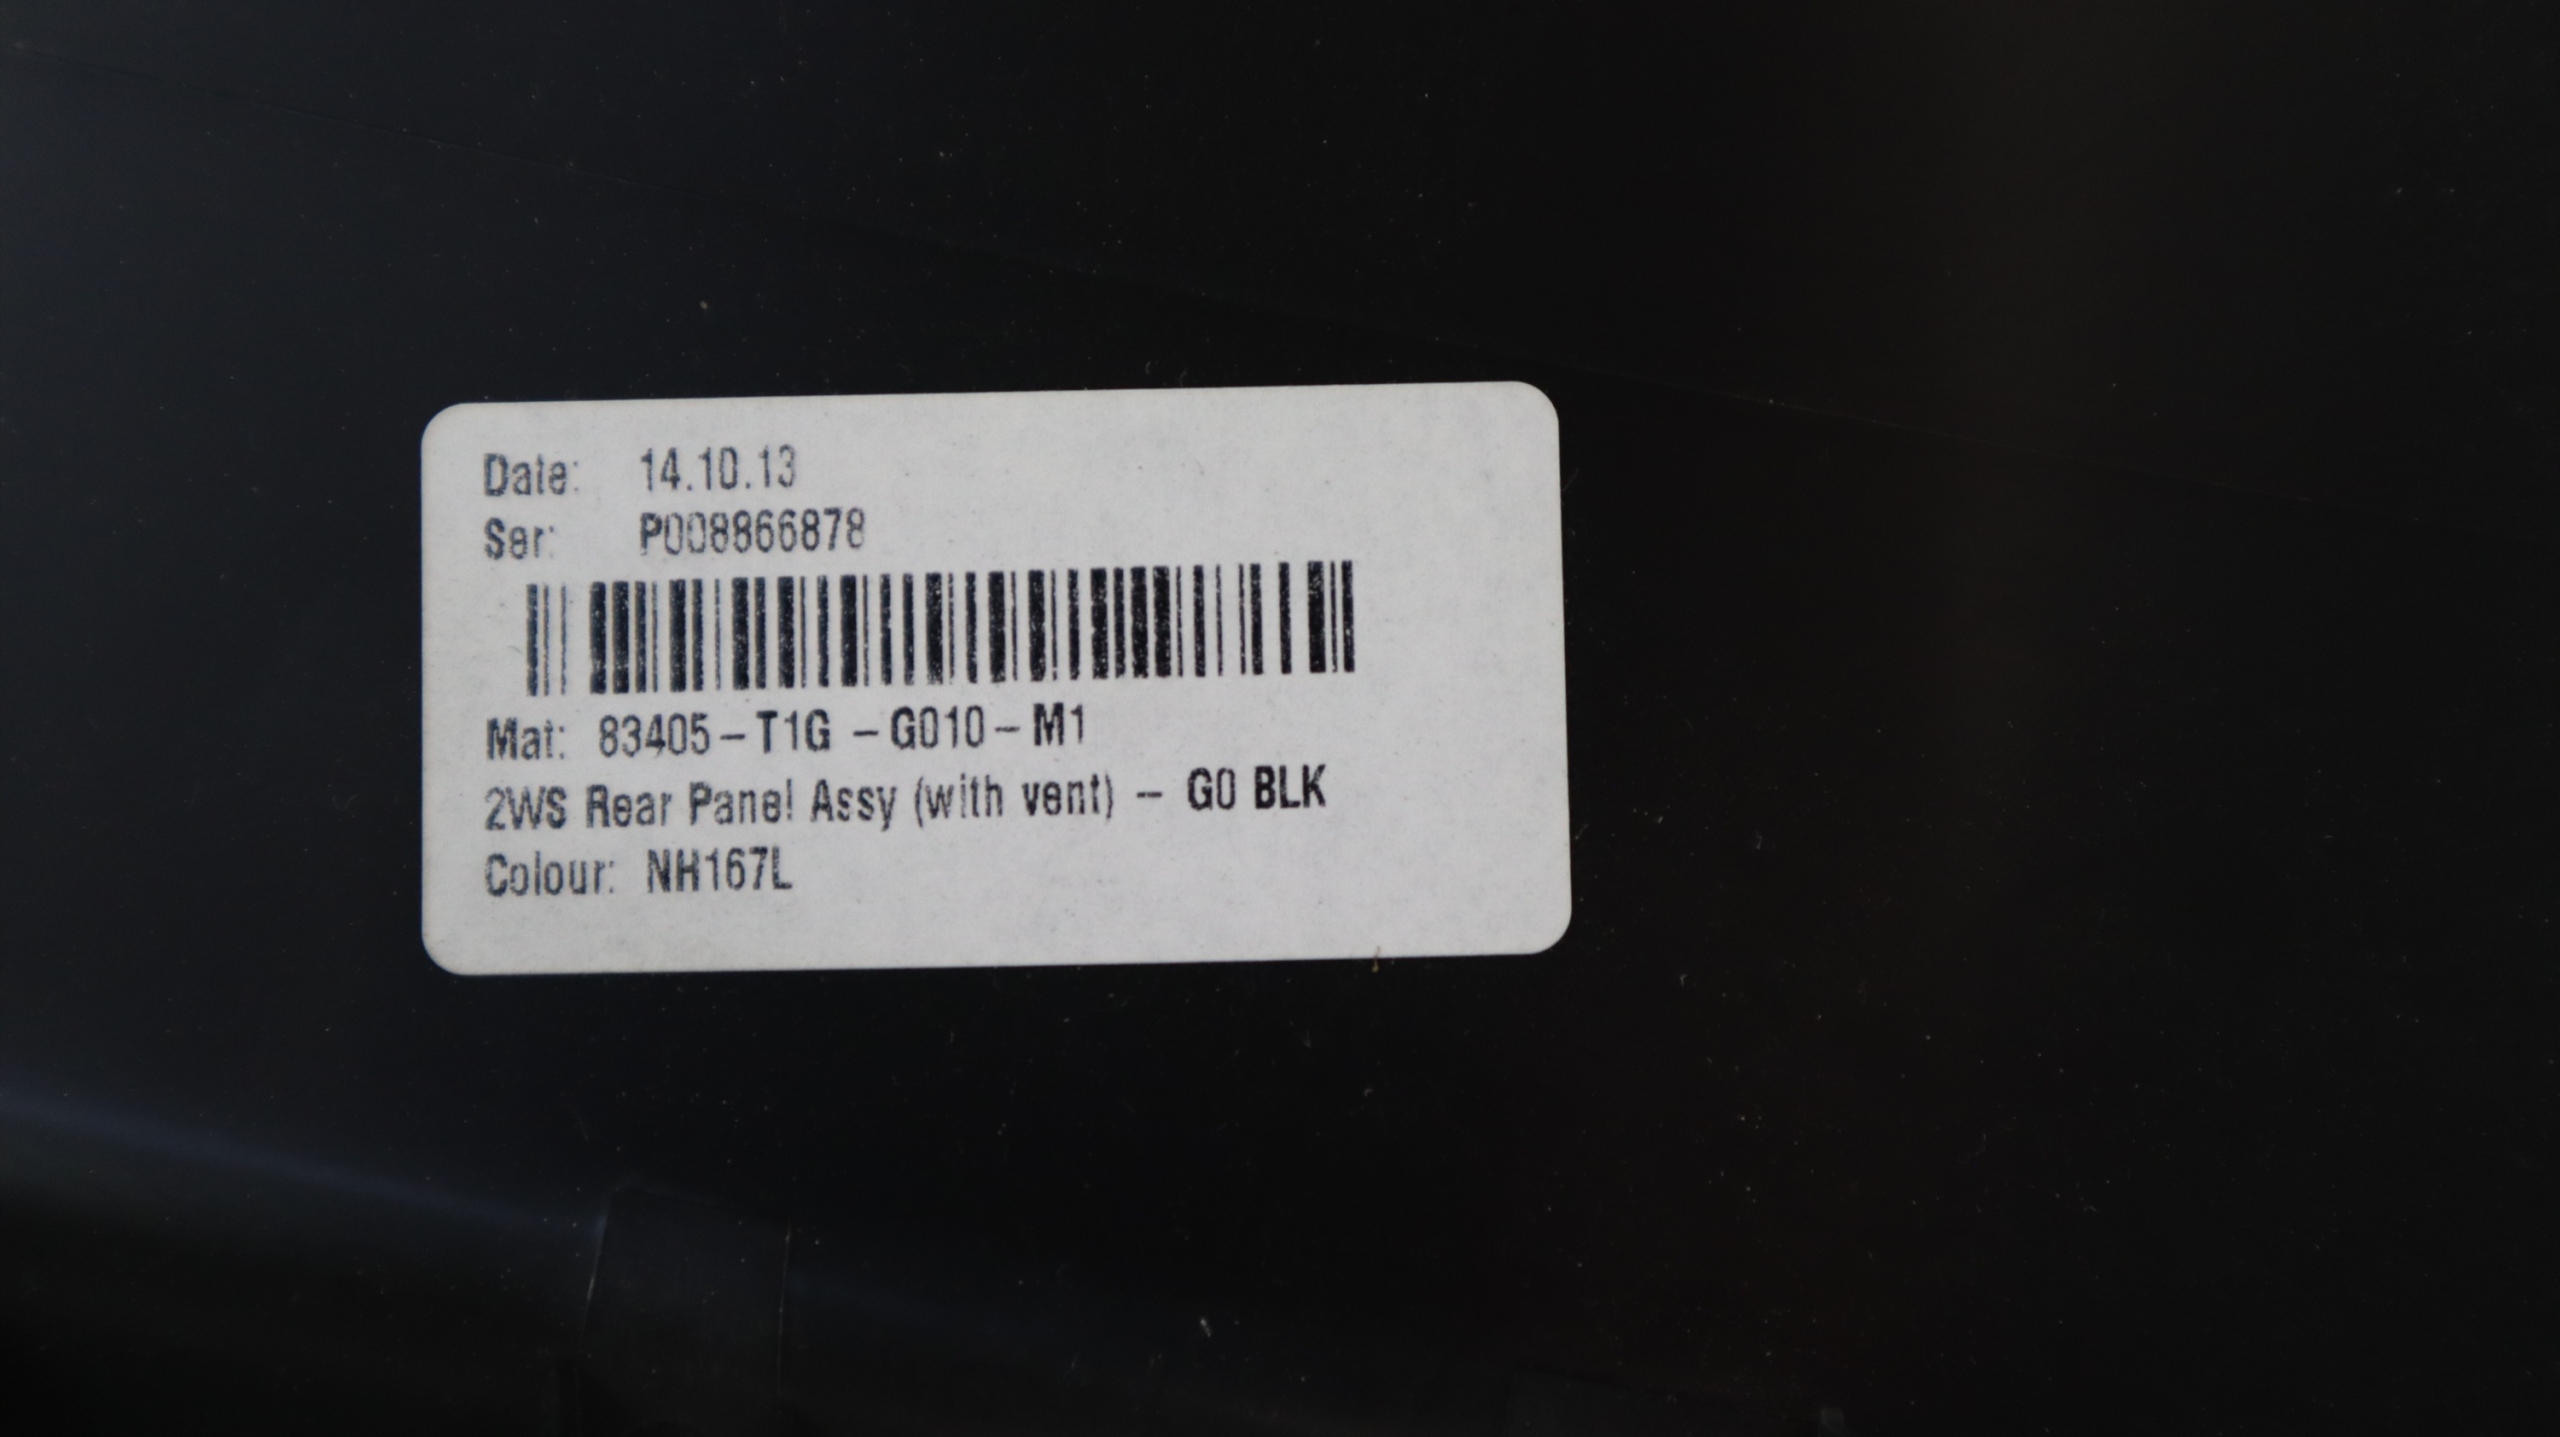 Date: 14.10.13
Ser: P008866878
Mat: 83405-T1G -G010-M1
2WS Rear Panel Assy (with vent) - G0 BLK
Colour: NH167L